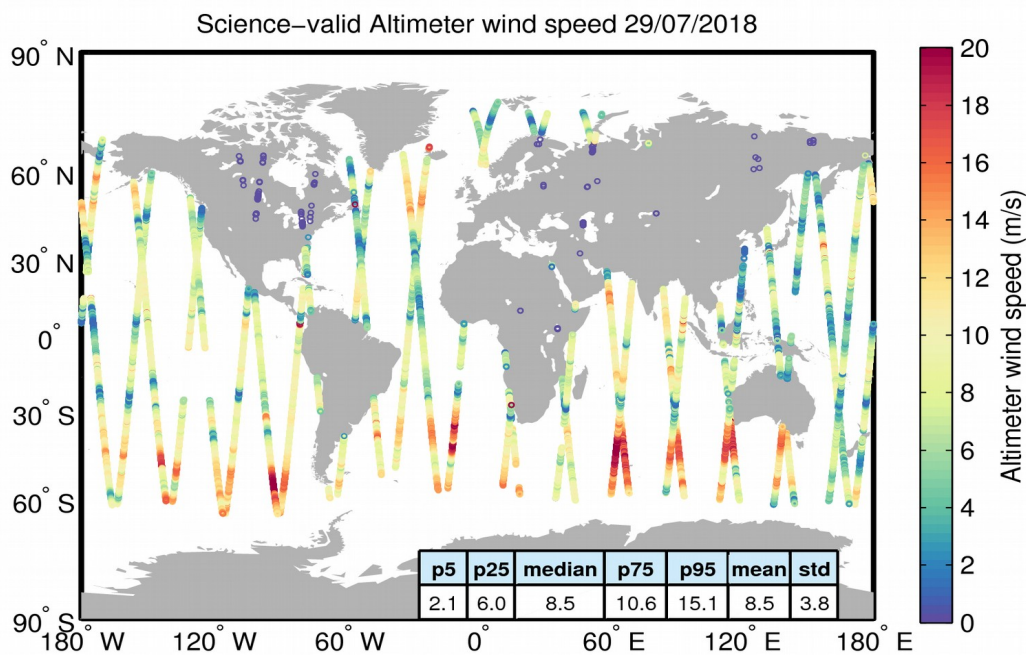 Science−valid Altimeter wind speed 29/07/2018
90° N
60° N
30° N
0°
30° S
60° S
90° S
180° W
120° W
60° W
0°
60° E
120° E
180° E
p5 p25 median p75 p95 mean std
2.1 6.0 8.5 10.6 15.1 8.5 3.8
20
18
16
14
12
10
8
6
4
2
0
Altimeter wind speed (m/s)